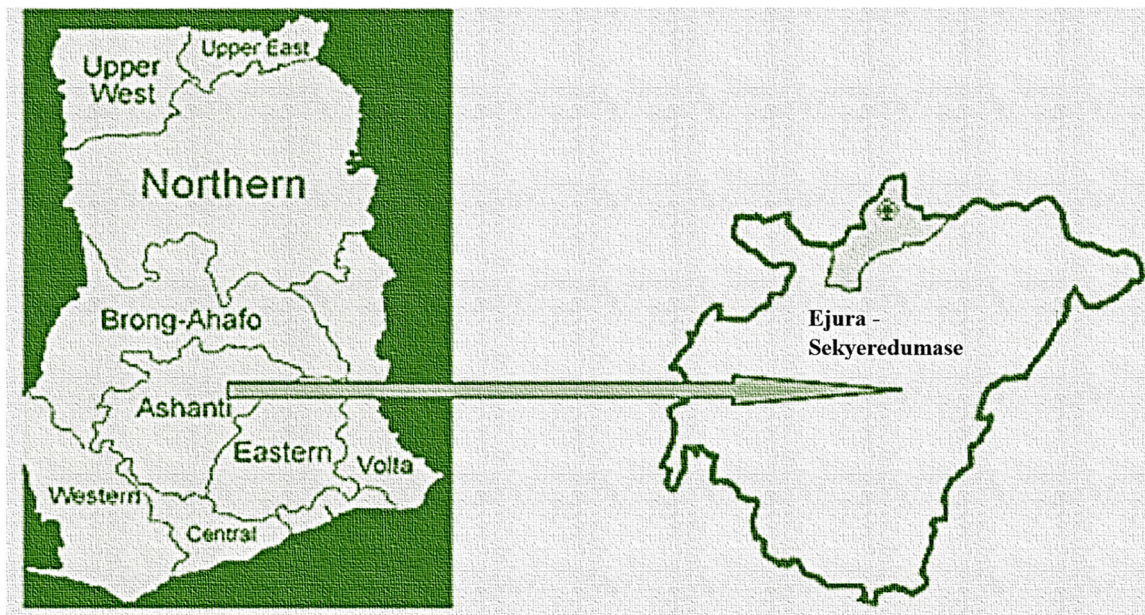 Upper East
Upper
West
Northern
Brong-Ahafo
Ashanti
Eastern
Volta
Western
Central
Ejura -
Sekyeredumase